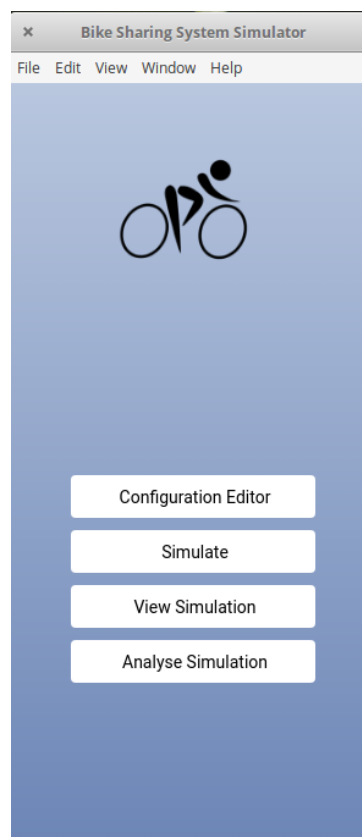 Bike Sharing System Simulator
File Edit View Window Help
Configuration Editor
Simulate
View Simulation
Analyse Simulation